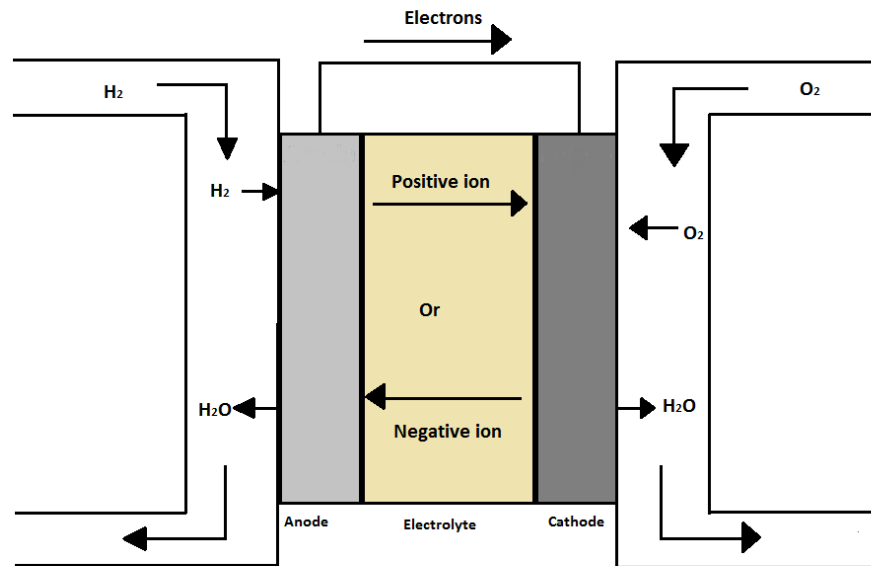 Electrons
H₂
O₂
Positive ion
H₂
O₂
Or
H₂O
H₂O
Negative ion
Anode
Electrolyte
Cathode